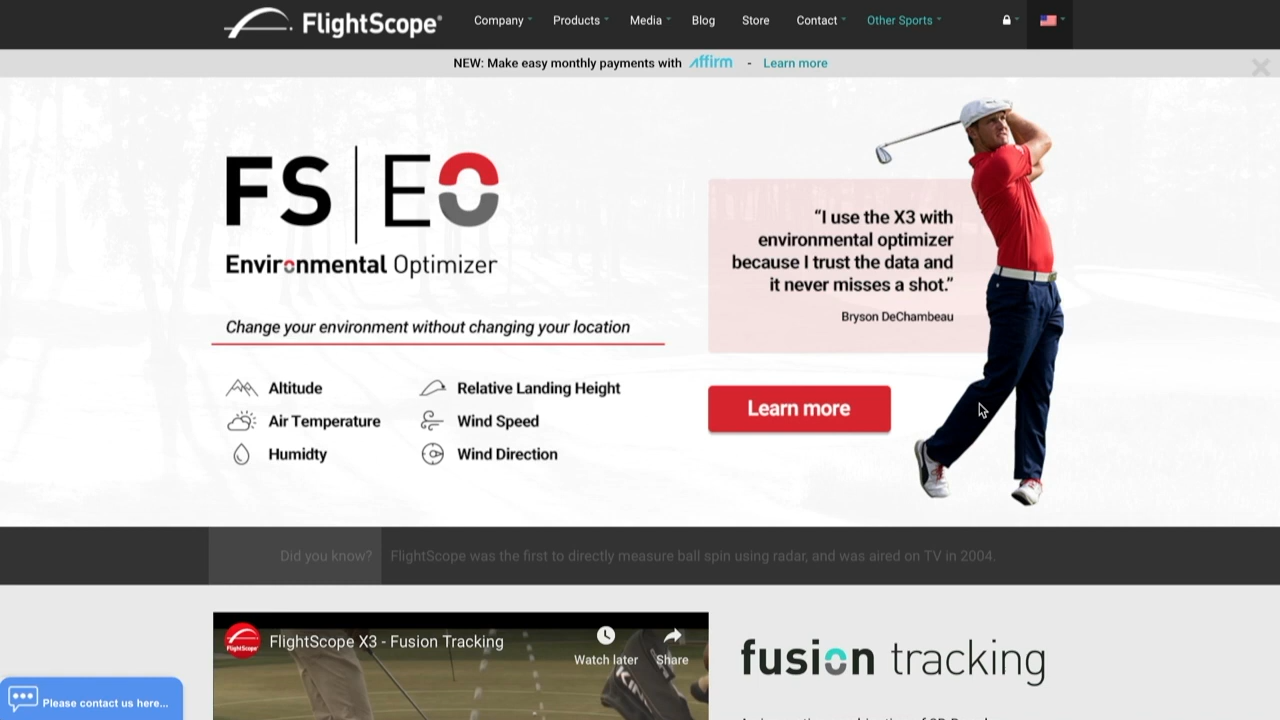 FlightScope®
Company Products Media Blog Store Contact Other Sports
NEW: Make easy monthly payments with affirm - Learn more
FS|EO
Environmental Optimizer
Change your environment without changing your location
Altitude
Relative Landing Height
Air Temperature
Wind Speed
Humidty
Wind Direction
“I use the X3 with
environmental optimizer
because I trust the data and
it never misses a shot.”
Bryson DeChambeau
Learn more
Did you know? FlightScope was the first to directly measure ball spin using radar, and was aired on TV in 2004.
FlightScope
FlightScope X3 - Fusion Tracking
Watch later Share
fusion tracking
Please contact us here...